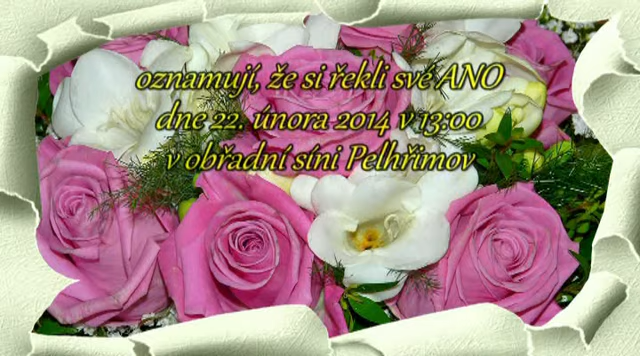 oznamují, že si řekli své ANO
dne 22. února 2014 v 13:00
v obřadní síni Pelhřimov